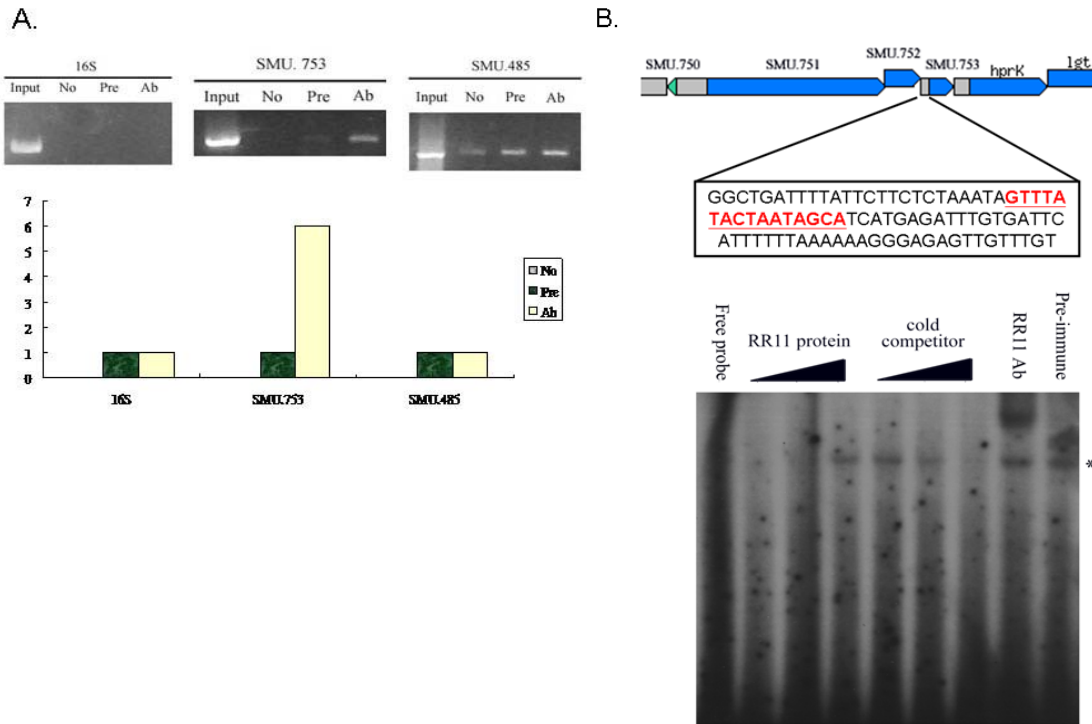 A.
16S
Input No Pre Ab
SMU. 753
Input No Pre Ab
SMU.485
Input No Pre Ab
7
6
5
4
3
2
1
0
16S SMU.753 SMU.485
No
Pre
Ab
B.
SMU.750 SMU.751 SMU.752 SMU.753 hprK lgt
GGCTGATTTTATTCTTCTCTAAATAGTTTA
TACTAATAGCATCATGAGATTTGTGATTC
ATTTTTTAAAAAAGGGAGAGTTGTTTGT
Free probe
RR11 protein
cold
competitor
RR11 Ab
Pre-immune
*